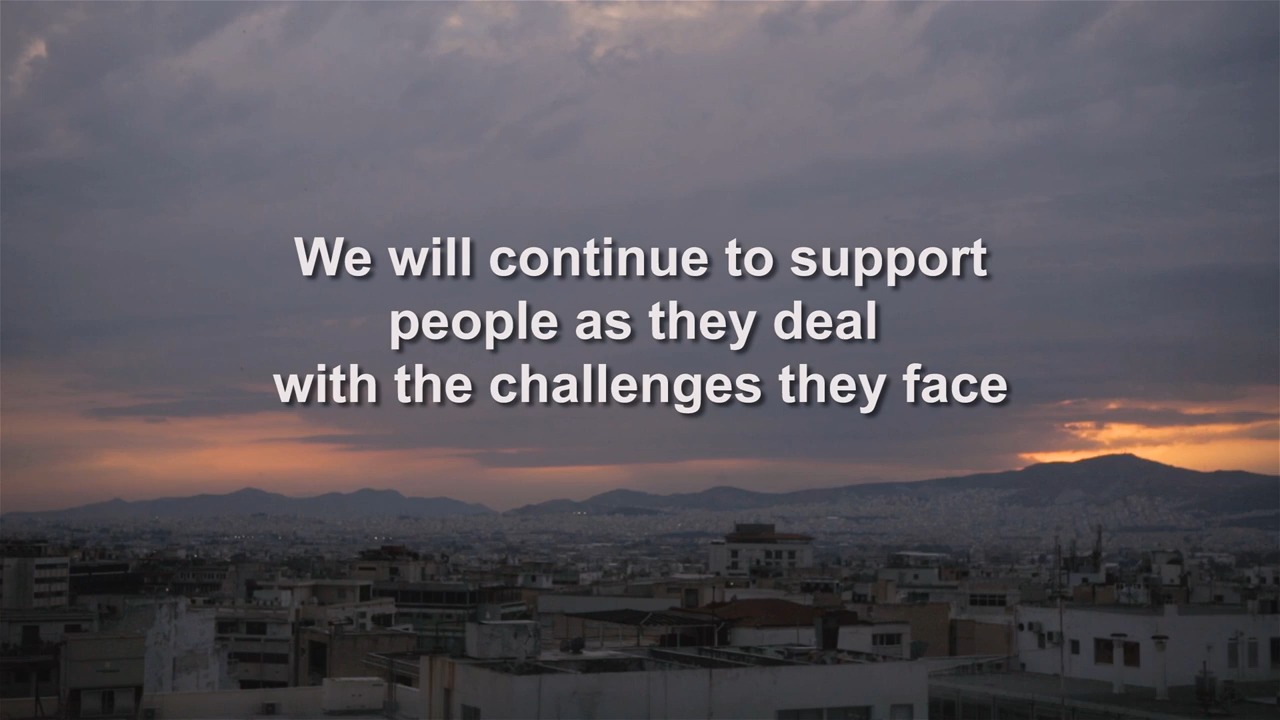 We will continue to support
people as they deal
with the challenges they face